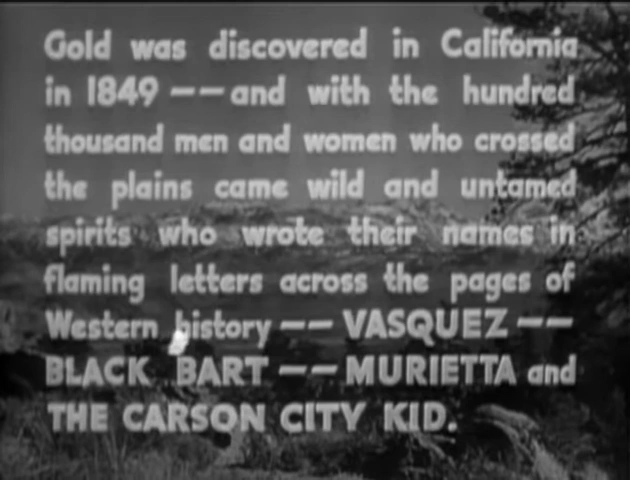 Gold was discovered in California
in 1849 -- and with the hundred
thousand men and women who crossed
the plains came wild and untamed
spirits who wrote their names in
flaming letters across the pages of
Western history -- VASQUEZ --
BLACK BART -- MURIETTA and
THE CARSON CITY KID.